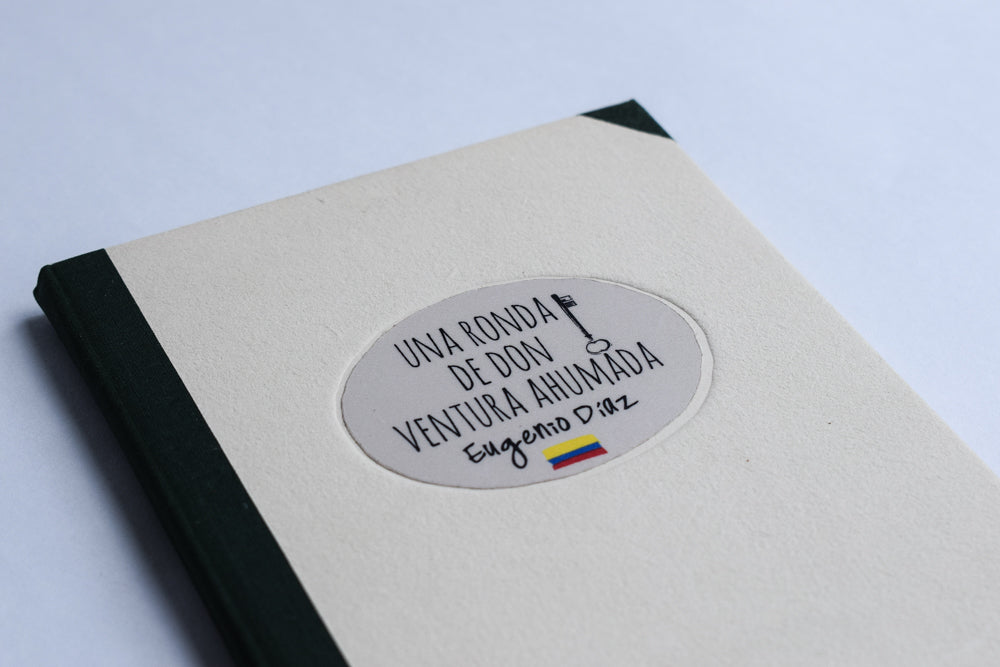 UNA RONDA
DE DON
VENTURA AHUMADA
Eugenio Díaz